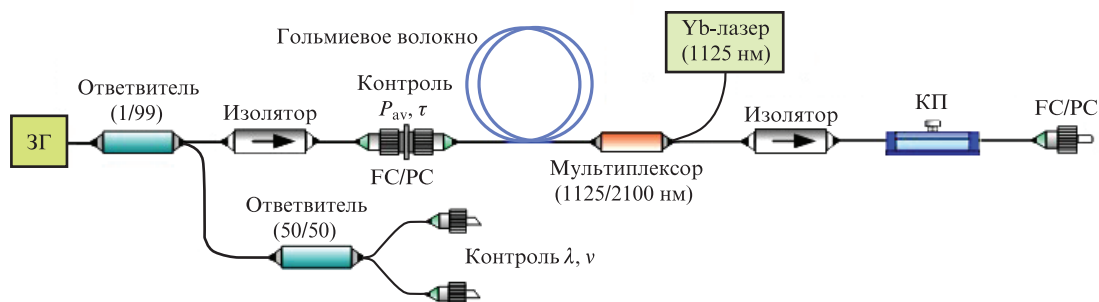 Гольмиевое волокно
Yb-лазер
(1125 нм)
Ответвитель
(1/99)
Изолятор
Контроль
Pav, τ
Изолятор
КП
FC/PC
ЗГ
FC/PC
Мультиплексор
(1125/2100 нм)
Ответвитель
(50/50)
Контроль λ, ν